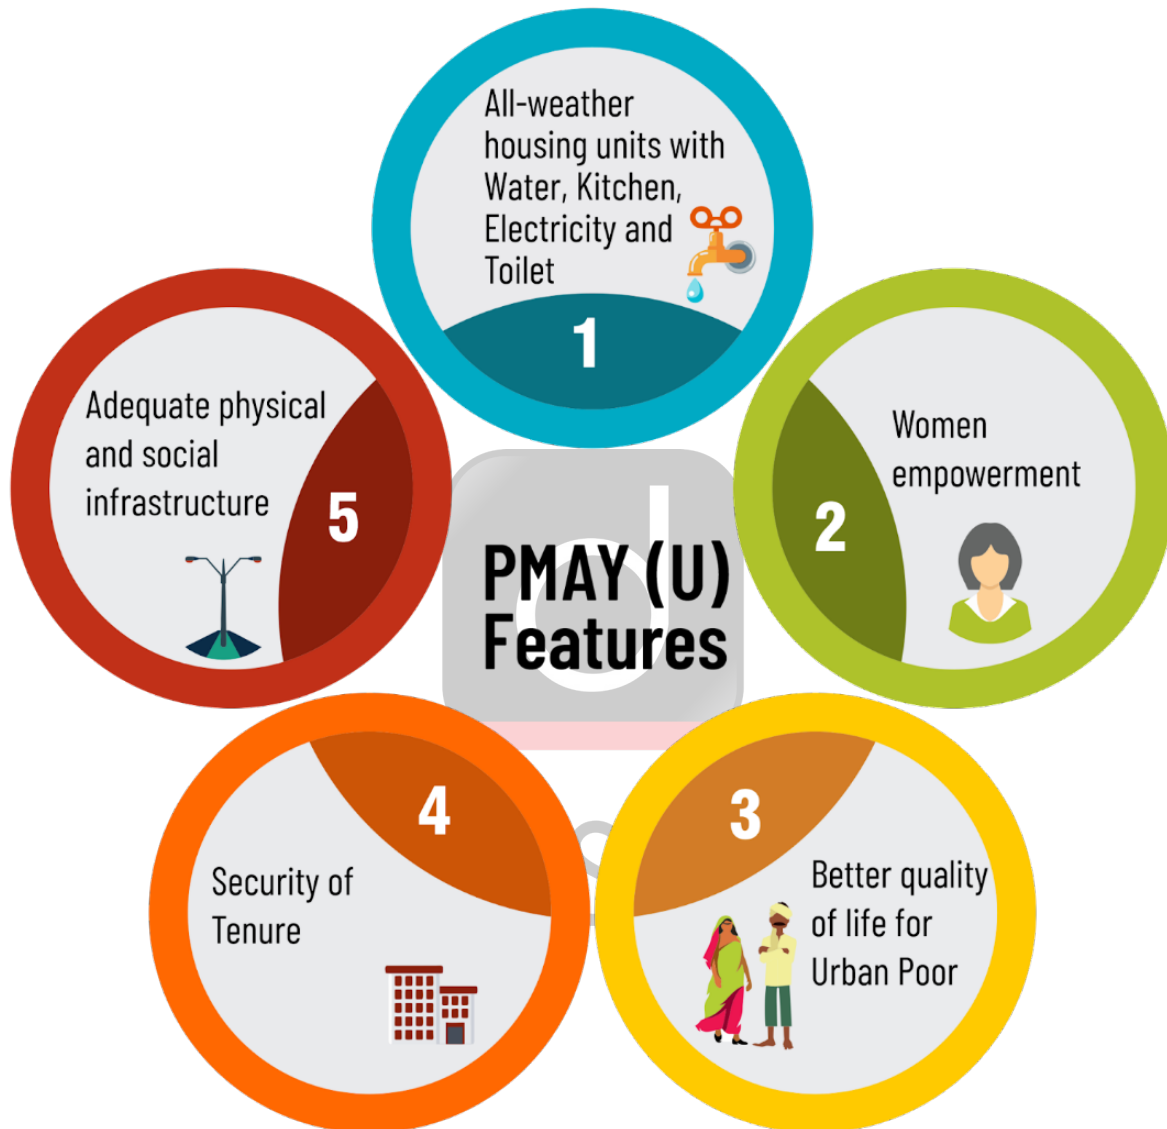 All-weather
housing units with
Water, Kitchen,
Electricity and
Toilet
1
Women
empowerment
2
Better quality
of life for
Urban Poor
3
Security of
Tenure
4
Adequate physical
and social
infrastructure
5
PMAY (U)
Features